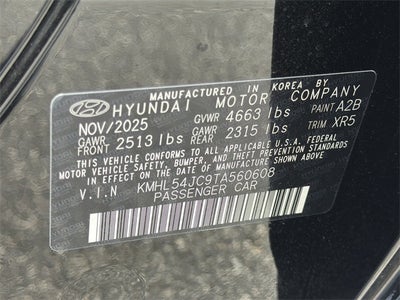 MANUFACTURED IN KOREA BY
HYUNDAI MOTOR COMPANY
NOV/2025 GVWR 4663 lbs PAINT A2B
GAWR FRONT 2513 lbs GAWR REAR 2315 lbs TRIM XR5
THIS VEHICLE CONFORMS TO ALL APPLICABLE U.S.A. FEDERAL
MOTOR VEHICLE SAFETY, BUMPER, AND THEFT PREVENTION STANDARDS
IN EFFECT ON THE DATE OF MANUFACTURE SHOWN ABOVE.
V.I.N KMHL54JC9TA560608
PASSENGER CAR